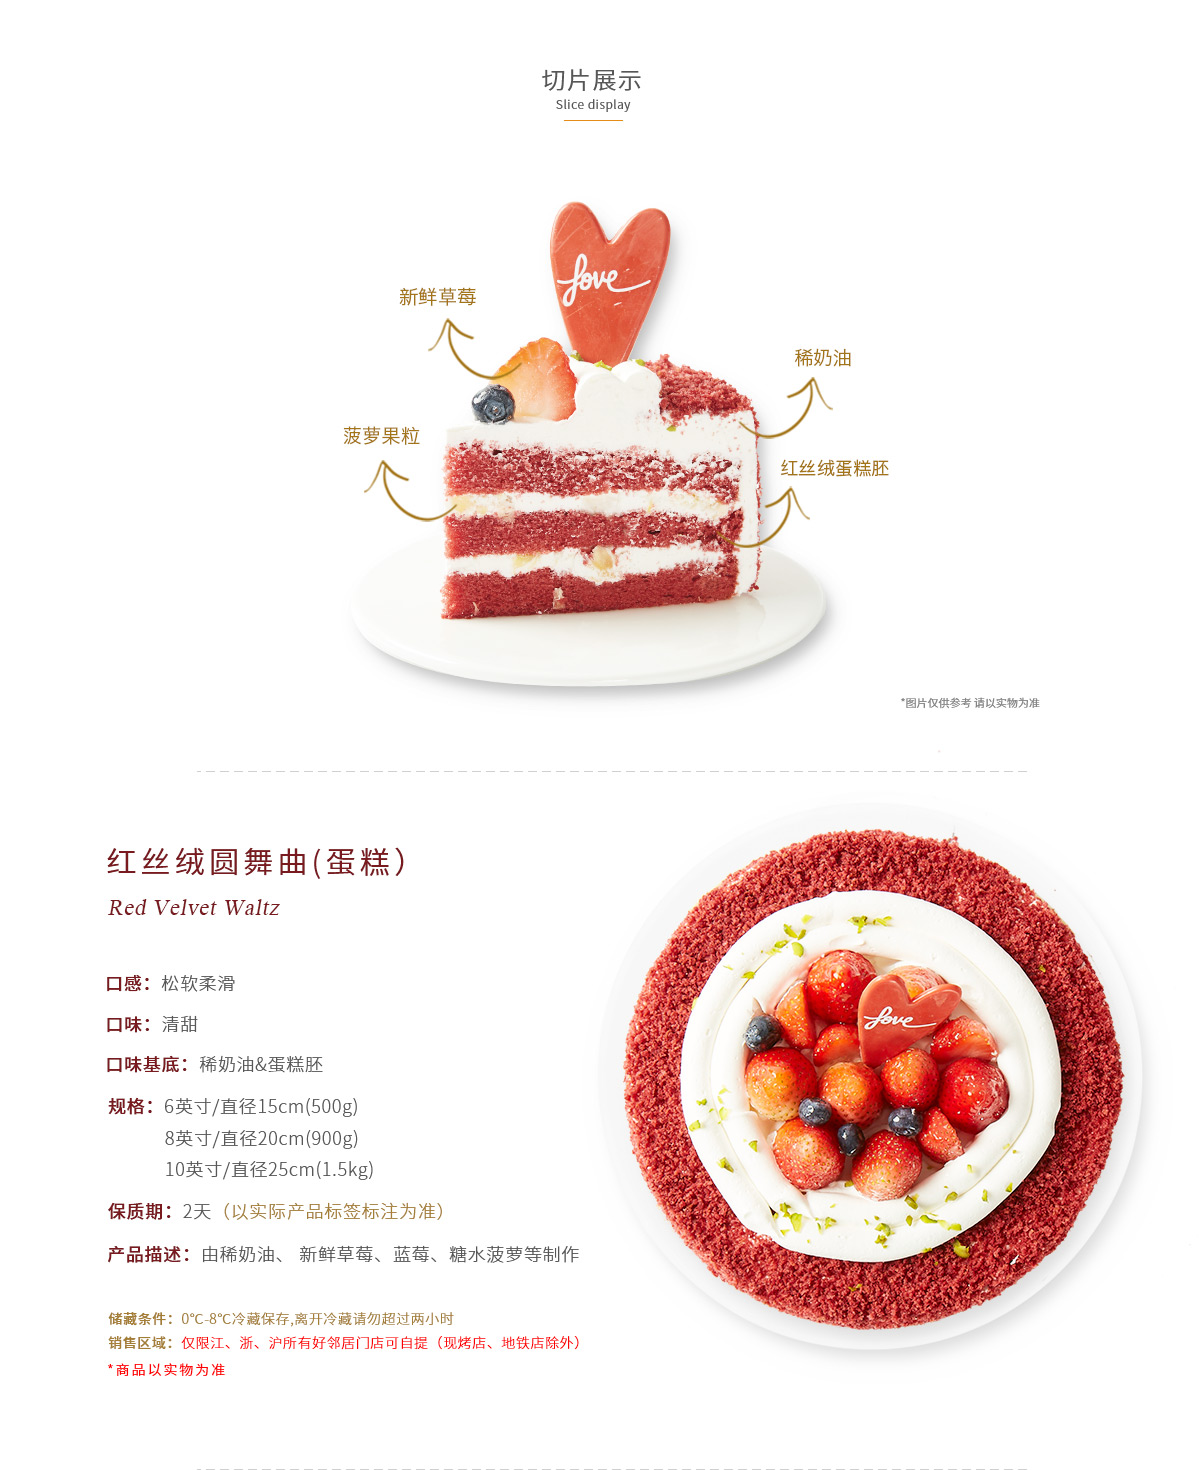 切片展示
Slice display
love
新鲜草莓
稀奶油
菠萝果粒
红丝绒蛋糕胚
*图片仅供参考 请以实物为准
红丝绒圆舞曲(蛋糕）
Red Velvet Waltz
love
口感：松软柔滑
口味：清甜
口味基底：稀奶油&蛋糕胚
规格：6英寸/直径15cm(500g)
8英寸/直径20cm(900g)
10英寸/直径25cm(1.5kg)
保质期：2天（以实际产品标签标注为准）
产品描述：由稀奶油、 新鲜草莓、蓝莓、糖水菠萝等制作
储藏条件：0℃-8℃冷藏保存,离开冷藏请勿超过两小时
销售区域：仅限江、浙、沪所有好邻居门店可自提（现烤店、地铁店除外）
*商品以实物为准